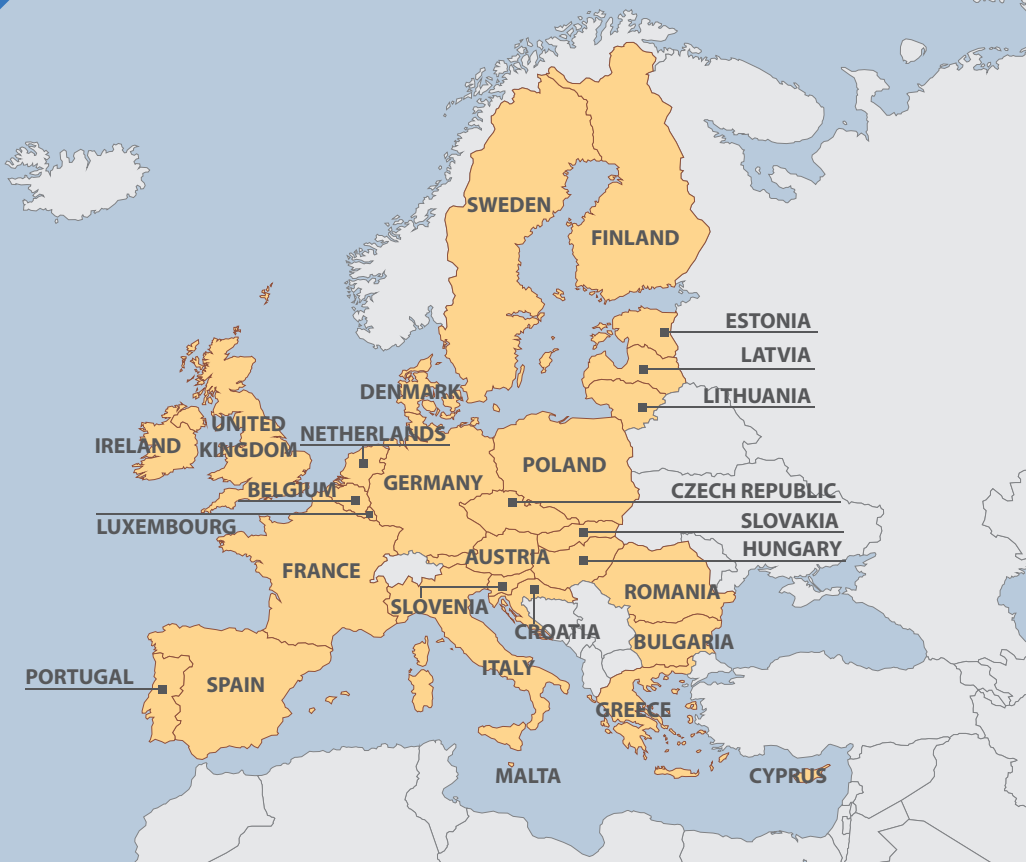 SWEDEN
FINLAND
ESTONIA
LATVIA
DENMARK
LITHUANIA
UNITED
KINGDOM
NETHERLANDS
IRELAND
POLAND
GERMANY
BELGIUM
CZECH REPUBLIC
LUXEMBOURG
SLOVAKIA
HUNGARY
AUSTRIA
FRANCE
ROMANIA
SLOVENIA
CROATIA
BULGARIA
ITALY
PORTUGAL
SPAIN
GREECE
MALTA
CYPRUS